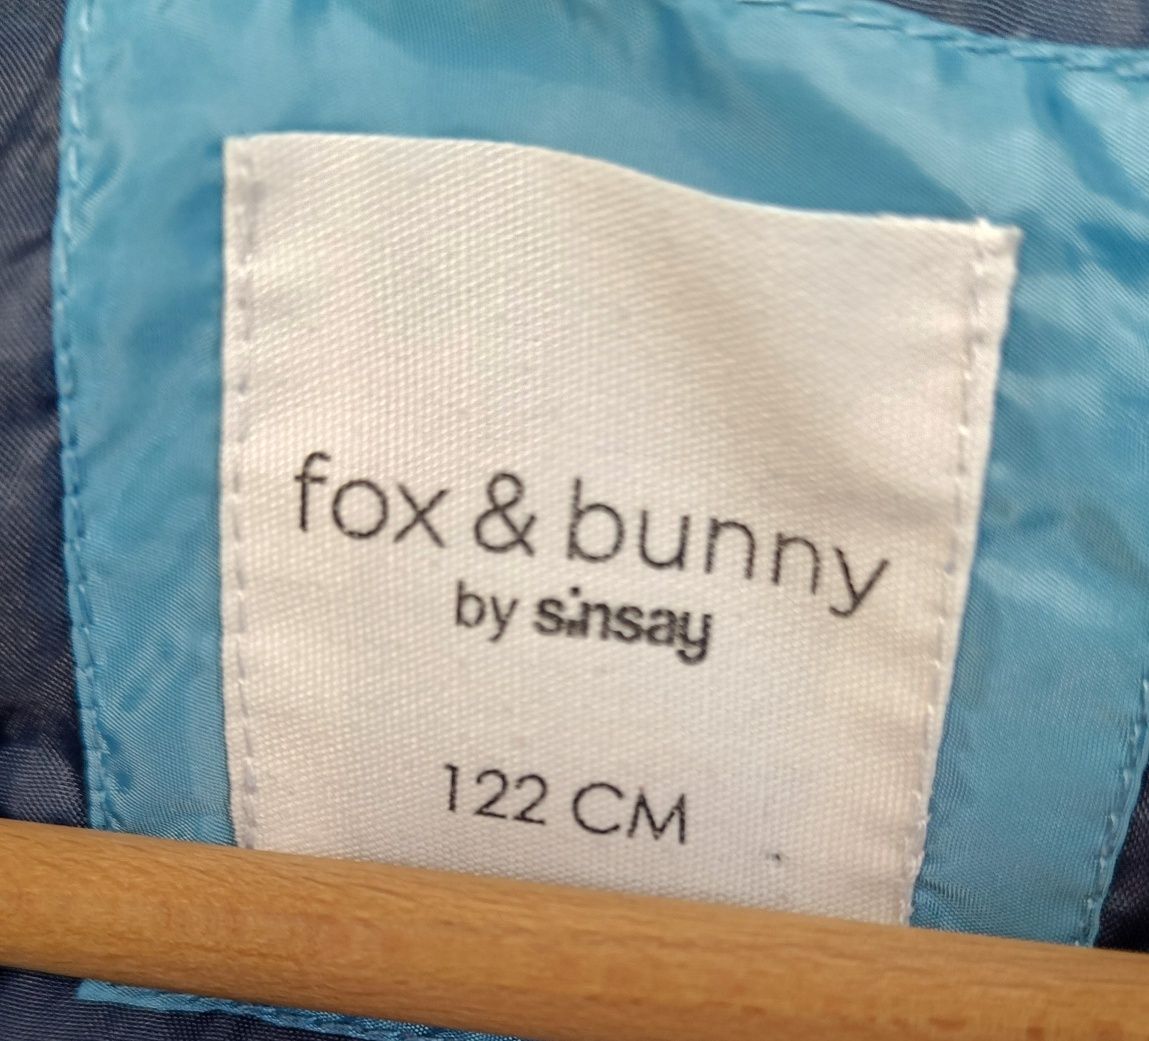 fox & bunny
by sinsay
122 CM